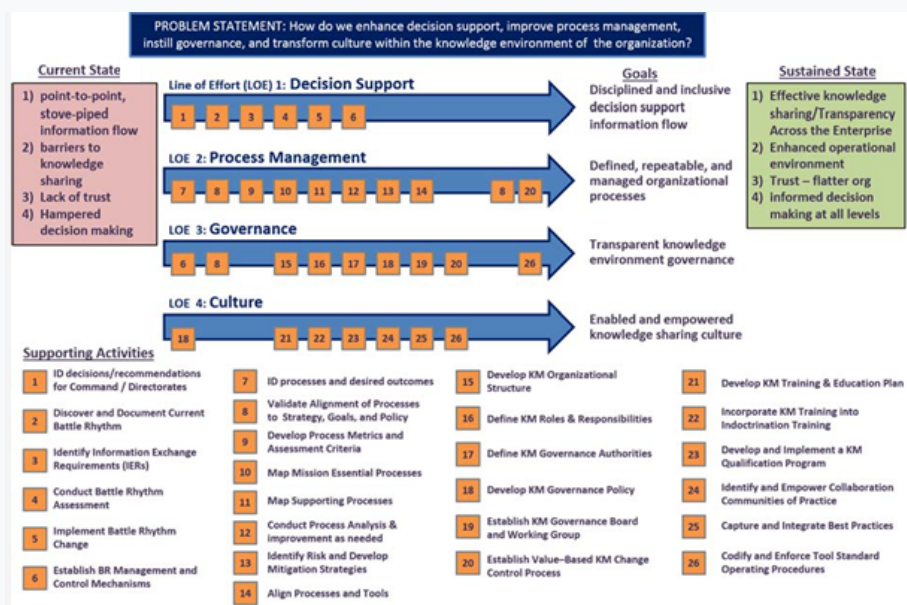 PROBLEM STATEMENT: How do we enhance decision support, improve process management,
instill governance, and transform culture within the knowledge environment of the organization?
Current State
1) point-to-point,
stove-piped
information flow
2) barriers to
knowledge
sharing
3) Lack of trust
4) Hampered
decision making
Line of Effort (LOE) 1: Decision Support
1 2 3 4 5 6
LOE 2: Process Management
7 8 9 10 11 12 13 14 8 20
LOE 3: Governance
6 8 15 16 17 18 19 20 26
LOE 4: Culture
18 21 22 23 24 25 26
Goals
Disciplined and inclusive
decision support
information flow
Defined, repeatable, and
managed organizational
processes
Transparent knowledge
environment governance
Enabled and empowered
knowledge sharing culture
Sustained State
1) Effective knowledge
sharing/Transparency
Across the Enterprise
2) Enhanced operational
environment
3) Trust – flatter org
4) Informed decision
making at all levels
Supporting Activities
1 ID decisions/recommendations
for Command / Directorates
2 Discover and Document Current
Battle Rhythm
3 Identify Information Exchange
Requirements (IERs)
4 Conduct Battle Rhythm
Assessment
5 Implement Battle Rhythm
Change
6 Establish BR Management and
Control Mechanisms
7 ID processes and desired outcomes
8 Validate Alignment of Processes
to Strategy, Goals, and Policy
9 Develop Process Metrics and
Assessment Criteria
10 Map Mission Essential Processes
11 Map Supporting Processes
12 Conduct Process Analysis &
improvement as needed
13 Identify Risk and Develop
Mitigation Strategies
14 Align Processes and Tools
15 Develop KM Organizational
Structure
16 Define KM Roles & Responsibilities
17 Define KM Governance Authorities
18 Develop KM Governance Policy
19 Establish KM Governance Board
and Working Group
20 Establish Value–Based KM Change
Control Process
21 Develop KM Training & Education Plan
22 Incorporate KM Training into
Indoctrination Training
23 Develop and Implement a KM
Qualification Program
24 Identify and Empower Collaboration
Communities of Practice
25 Capture and Integrate Best Practices
26 Codify and Enforce Tool Standard
Operating Procedures